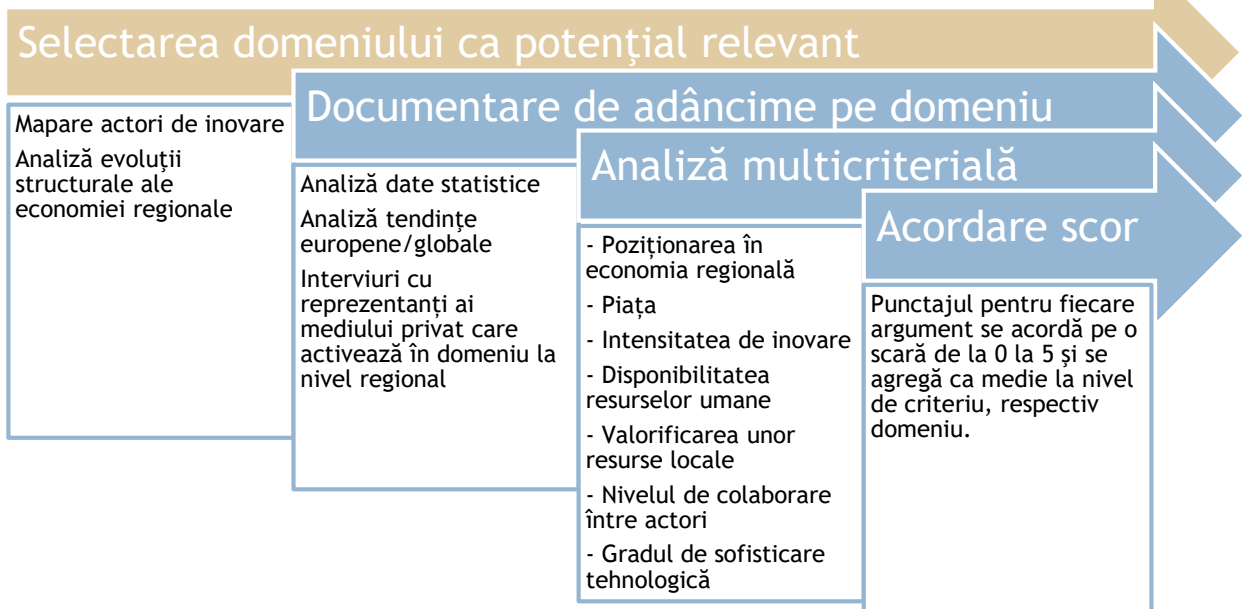 Selectarea domeniului ca potențial relevant
Mapare actori de inovare
Analiză evoluții
structurale ale
economiei regionale
Documentare de adâncime pe domeniu
Analiză date statistice
Analiză tendințe
europene/globale
Interviuri cu
reprezentanți ai
mediului privat care
activează în domeniu la
nivel regional
Analiză multicriterială
- Poziționarea în
economia regională
- Piața
- Intensitatea de inovare
- Disponibilitatea
resurselor umane
- Valorificarea unor
resurse locale
- Nivelul de colaborare
între actori
- Gradul de sofisticare
tehnologică
Acordare scor
Punctajul pentru fiecare
argument se acordă pe o
scară de la 0 la 5 și se
agregă ca medie la nivel
de criteriu, respectiv
domeniu.